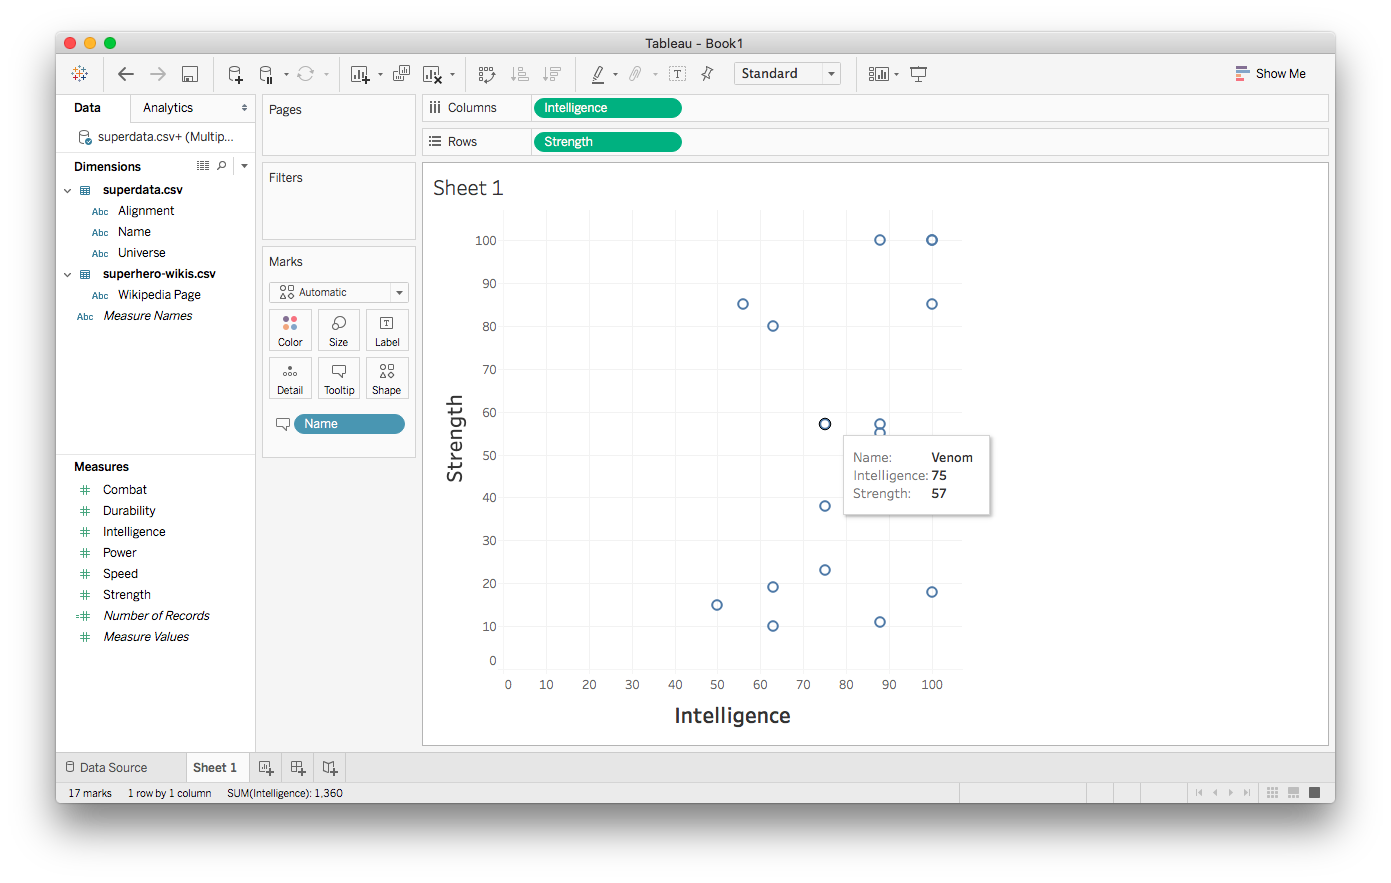 Tableau - Book1
Standard
Show Me
Data
Analytics
superdata.csv+ (Multip...
Dimensions
superdata.csv
Abc Alignment
Abc Name
Abc Universe
superhero-wikis.csv
Abc Wikipedia Page
Abc Measure Names
Measures
Combat
Durability
Intelligence
Power
Speed
Strength
=# Number of Records
Measure Values
Pages
Filters
Marks
Automatic
Color Size Label
Detail Tooltip Shape
Name
Columns Intelligence
Rows Strength
Sheet 1
100
90
80
70
60
50
40
30
20
10
0
Strength
Name: Venom
Intelligence: 75
Strength: 57
0 10 20 30 40 50 60 70 80 90 100
Intelligence
Data Source Sheet 1
17 marks 1 row by 1 column SUM(Intelligence): 1,360